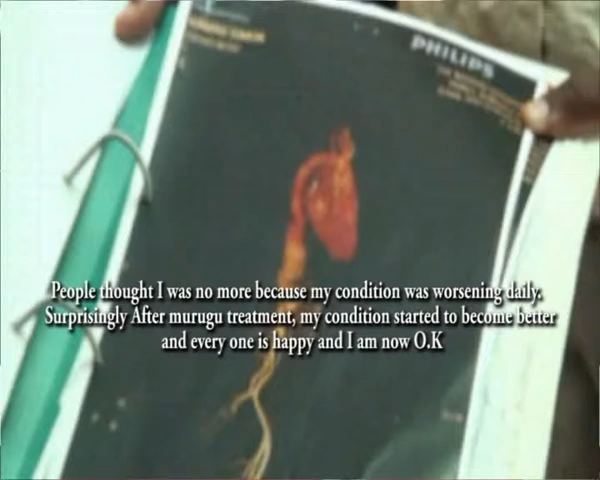 PHILIPS
People thought I was no more because my condition was worsening daily.
Surprisingly After murugu treatment, my condition started to become better
and every one is happy and I am now O.K